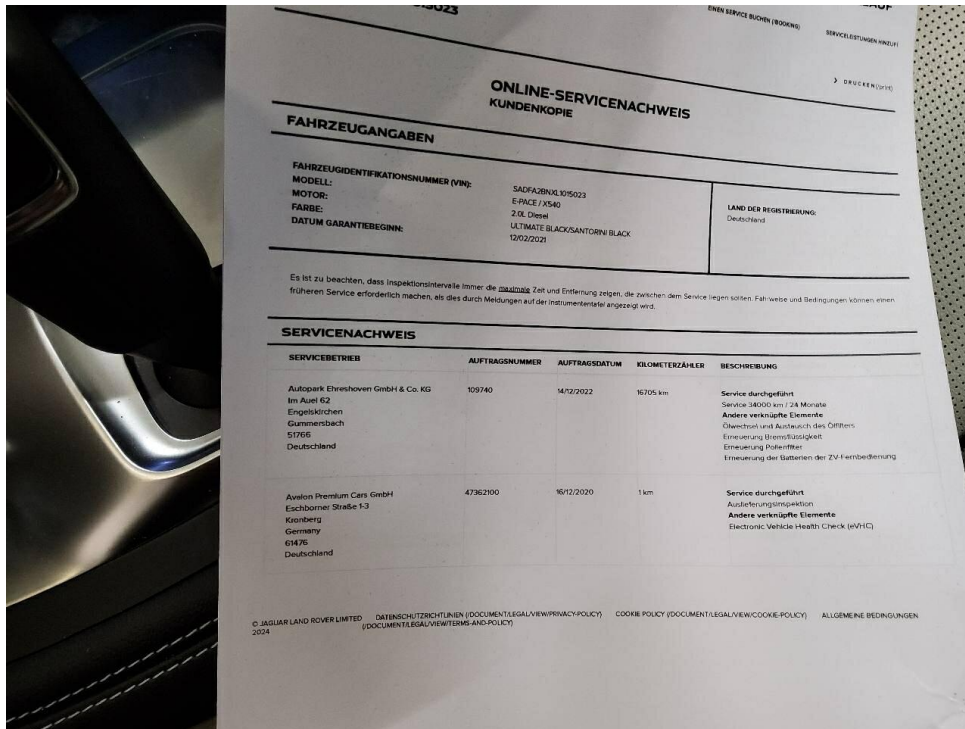 EINEN SERVICE BUCHEN (/BOOKING)
SERVICELEISTUNGEN HINZUF
> DRUCKEN(/print)
ONLINE-SERVICENACHWEIS
KUNDENKOPIE
FAHRZEUGANGABEN
FAHRZEUGIDENTIFIKATIONSNUMMER (VIN): SADFA2BNXL1015023
MODELL: E-PACE / X540
MOTOR: 2.0L Diesel
FARBE: ULTIMATE BLACK/SANTORINI BLACK
DATUM GARANTIEBEGINN: 12/02/2021
LAND DER REGISTRIERUNG:
Deutschland
Es ist zu beachten, dass Inspektionsintervalle immer die maximale Zeit und Entfernung zeigen, die zwischen dem Service liegen sollten. Fahrweise und Bedingungen können einen
früheren Service erforderlich machen, als dies durch Meldungen auf der Instrumententafel angezeigt wird.
SERVICENACHWEIS
SERVICEBETRIEB AUFTRAGSNUMMER AUFTRAGSDATUM KILOMETERZÄHLER BESCHREIBUNG
Autopark Ehreshoven GmbH & Co. KG 109740 14/12/2022 16705 km Service durchgeführt
Im Auel 62 Service 34000 km / 24 Monate
Engelskirchen Andere verknüpfte Elemente
Gummersbach Ölwechsel und Austausch des Ölfilters
51766 Erneuerung Bremsflüssigkeit
Deutschland Erneuerung Pollenfilter
Erneuerung der Batterien der ZV-Fernbedienung
Avalon Premium Cars GmbH 47362100 16/12/2020 1 km Service durchgeführt
Eschborner Straße 1-3 Auslieferungsinspektion
Kronberg Andere verknüpfte Elemente
Germany Electronic Vehicle Health Check (eVHC)
61476
Deutschland
© JAGUAR LAND ROVER LIMITED DATENSCHUTZRICHTLINIEN (/DOCUMENT/LEGAL/VIEW/PRIVACY-POLICY) COOKIE POLICY (/DOCUMENT/LEGAL/VIEW/COOKIE-POLICY) ALLGEMEINE BEDINGUNGEN
2024 (/DOCUMENT/LEGAL/VIEW/TERMS-AND-POLICY)